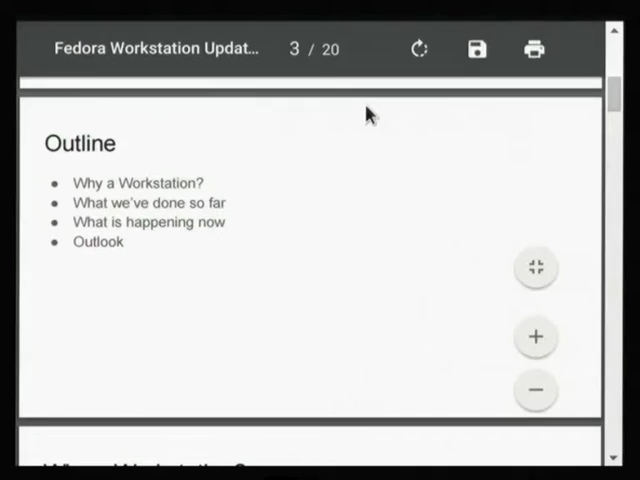 Fedora Workstation Updat... 3 / 20
Outline
• Why a Workstation?
• What we've done so far
• What is happening now
• Outlook